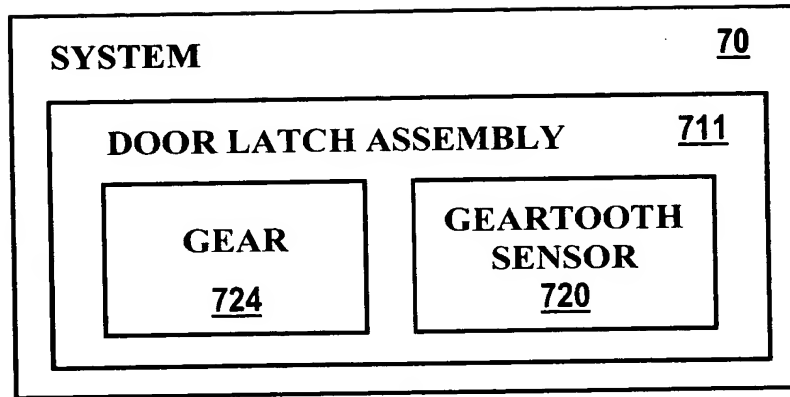 SYSTEM 70
DOOR LATCH ASSEMBLY 711
GEAR
724
GEARTOOTH
SENSOR
720